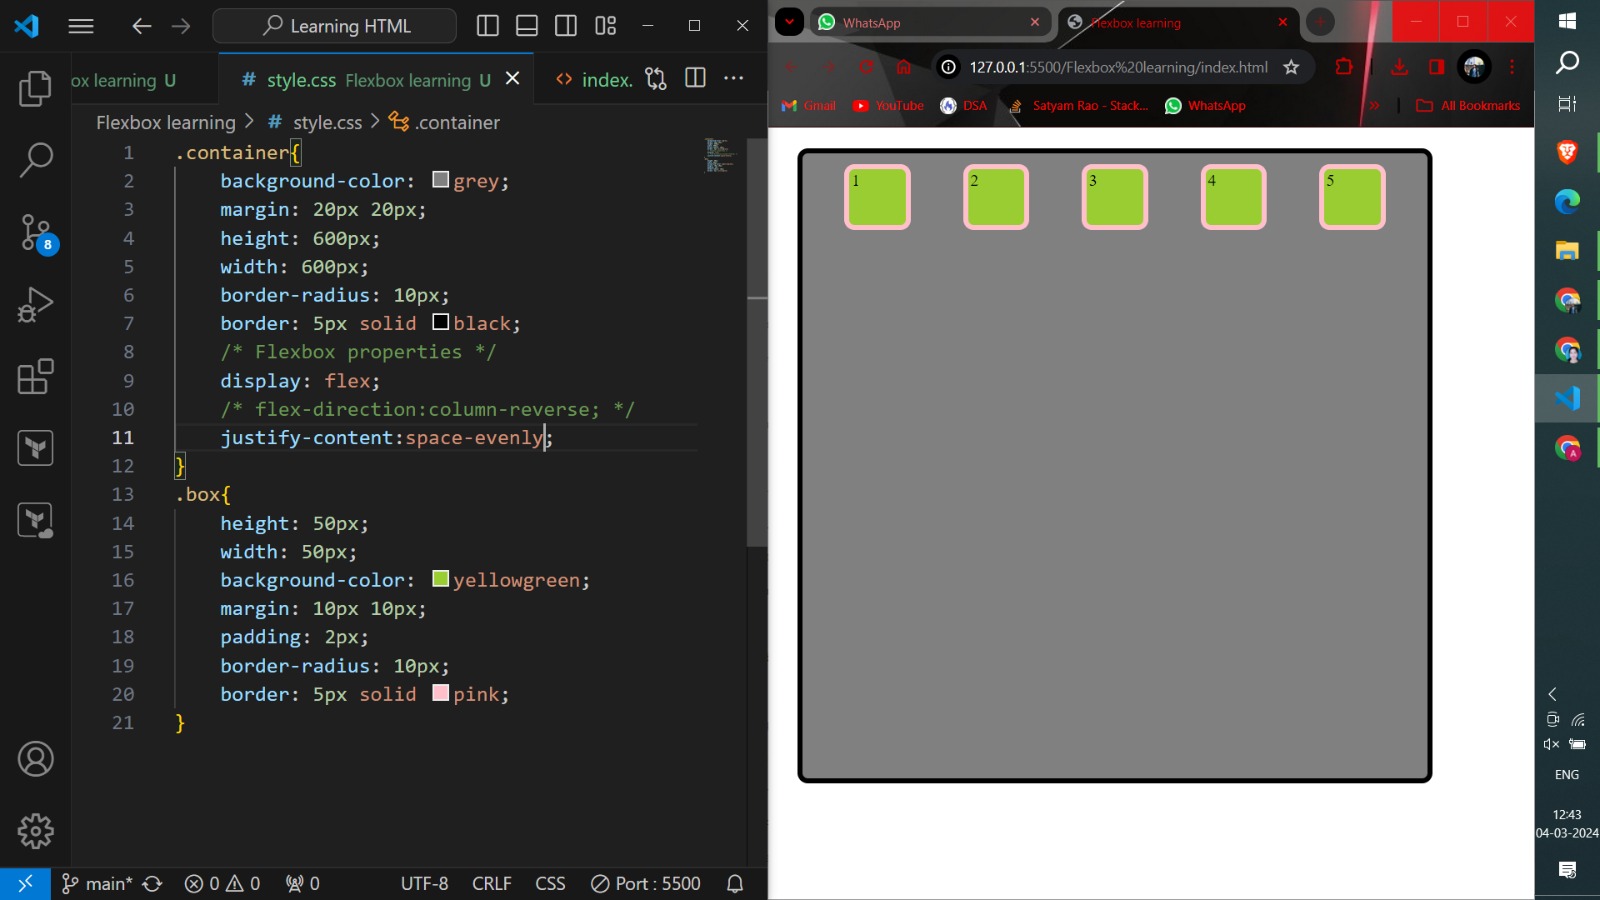 Learning HTML
ox learning U
# style.css Flexbox learning U
<> index.
Flexbox learning > # style.css > .container
1 .container{
2 background-color: grey;
3 margin: 20px 20px;
4 height: 600px;
5 width: 600px;
6 border-radius: 10px;
7 border: 5px solid black;
8 /* Flexbox properties */
9 display: flex;
10 /* flex-direction:column-reverse; */
11 justify-content:space-evenly;
12 }
13 .box{
14 height: 50px;
15 width: 50px;
16 background-color: yellowgreen;
17 margin: 10px 10px;
18 padding: 2px;
19 border-radius: 10px;
20 border: 5px solid pink;
21 }
8
main* 0 0 0 UTF-8 CRLF CSS Port : 5500
WhatsApp
Flexbox learning
127.0.0.1:5500/Flexbox%20learning/index.html
Gmail YouTube DSA Satyam Rao - Stack... WhatsApp » All Bookmarks
1 2 3 4 5
A
ENG
12:43
04-03-2024